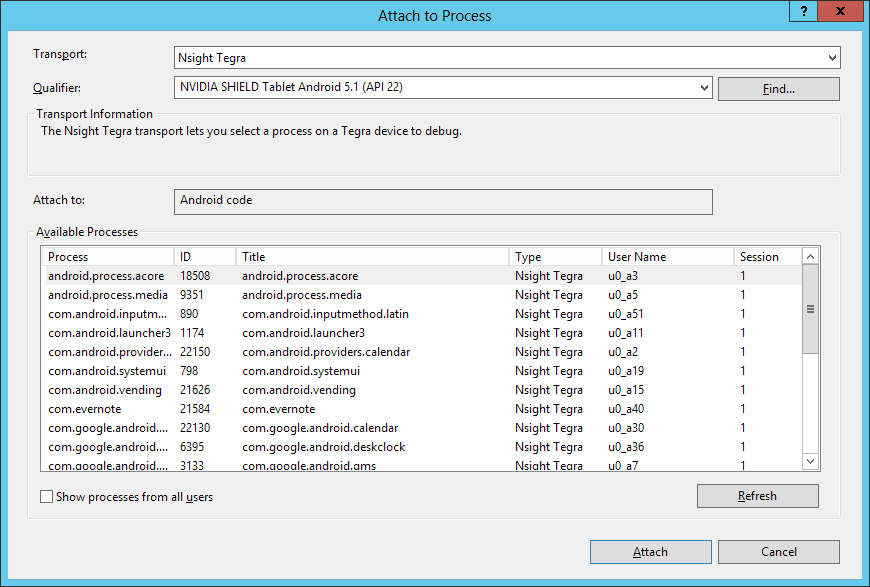 Attach to Process
? x
Transport: Nsight Tegra
Qualifier: NVIDIA SHIELD Tablet Android 5.1 (API 22) Find...
Transport Information
The Nsight Tegra transport lets you select a process on a Tegra device to debug.
Attach to: Android code
Available Processes
Process ID Title Type User Name Session
android.process.acore 18508 android.process.acore Nsight Tegra u0_a3 1
android.process.media 9351 android.process.media Nsight Tegra u0_a5 1
com.android.inputm... 890 com.android.inputmethod.latin Nsight Tegra u0_a51 1
com.android.launcher3 1174 com.android.launcher3 Nsight Tegra u0_a11 1
com.android.provider... 22150 com.android.providers.calendar Nsight Tegra u0_a2 1
com.android.systemui 798 com.android.systemui Nsight Tegra u0_a19 1
com.android.vending 21626 com.android.vending Nsight Tegra u0_a15 1
com.evernote 21584 com.evernote Nsight Tegra u0_a40 1
com.google.android.... 22130 com.google.android.calendar Nsight Tegra u0_a30 1
com.google.android.... 6395 com.google.android.deskclock Nsight Tegra u0_a36 1
com.google.android.... 3133 com.google.android.gms Nsight Tegra u0_a7 1
Show processes from all users Refresh
Attach Cancel